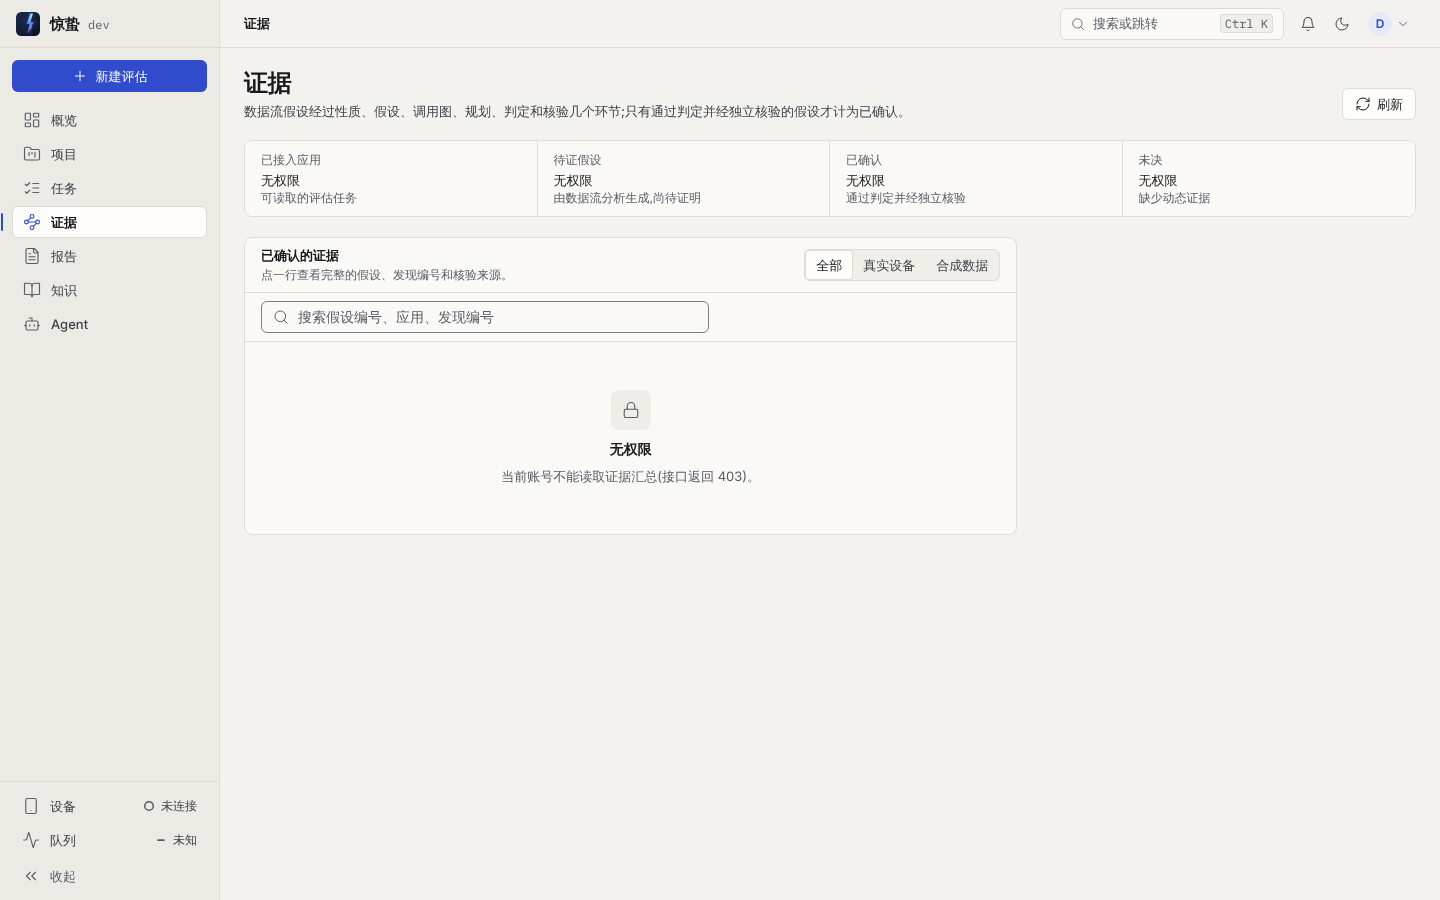 惊蛰 dev
证据
搜索或跳转 Ctrl K
D
新建评估
概览
项目
任务
证据
报告
知识
Agent
证据
数据流假设经过性质、假设、调用图、规划、判定和核验几个环节;只有通过判定并经独立核验的假设才计为已确认。
刷新
已接入应用
无权限
可读取的评估任务
待证假设
无权限
由数据流分析生成,尚待证明
已确认
无权限
通过判定并经独立核验
未决
无权限
缺少动态证据
已确认的证据
点一行查看完整的假设、发现编号和核验来源。
全部 真实设备 合成数据
搜索假设编号、应用、发现编号
无权限
当前账号不能读取证据汇总(接口返回 403)。
设备 未连接
队列 未知
收起